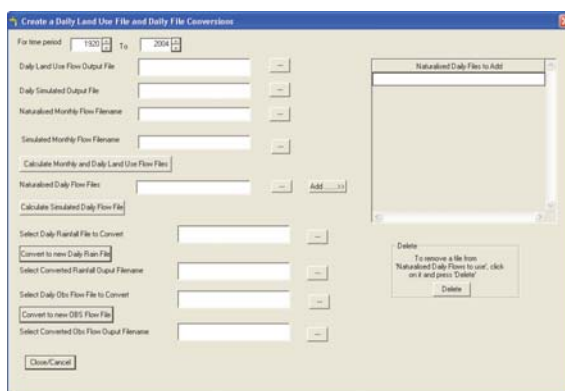 Create a Daily Land Use File and Daily File Conversions
For time period 1920 To 2004
Daily Land Use Flow Output File ...
Daily Simulated Output File ...
Naturalised Monthly Flow Filename ...
Simulated Monthly Flow Filename ...
Calculate Monthly and Daily Land Use Flow Files
Naturalised Daily Flow Files ... Add......>>
Calculate Simulated Daily Flow File
Select Daily Rainfall File to Convert ...
Convert to new Daily Rain File
Select Converted Rainfall Ouput Filename ...
Select Daily Obs Flow File to Convert ...
Convert to new OBS Flow File
Select Converted Obs Flow Ouput Filename ...
Close/Cancel
Naturalised Daily Files to Add
Delete
To remove a file from
'Naturalised Daily Flows to use', click
on it and press 'Delete'
Delete